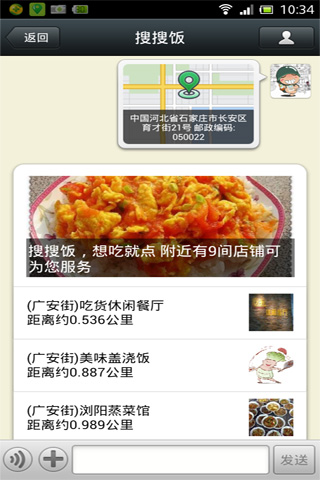 10:34
返回
搜搜饭
中国河北省石家庄市长安区
育才街21号 邮政编码:
050022
搜搜饭，想吃就点 附近有9间店铺可
为您服务
(广安街)吃货休闲餐厅
距离约0.536公里
(广安街)美味盖浇饭
距离约0.887公里
(广安街)浏阳蒸菜馆
距离约0.989公里
发送